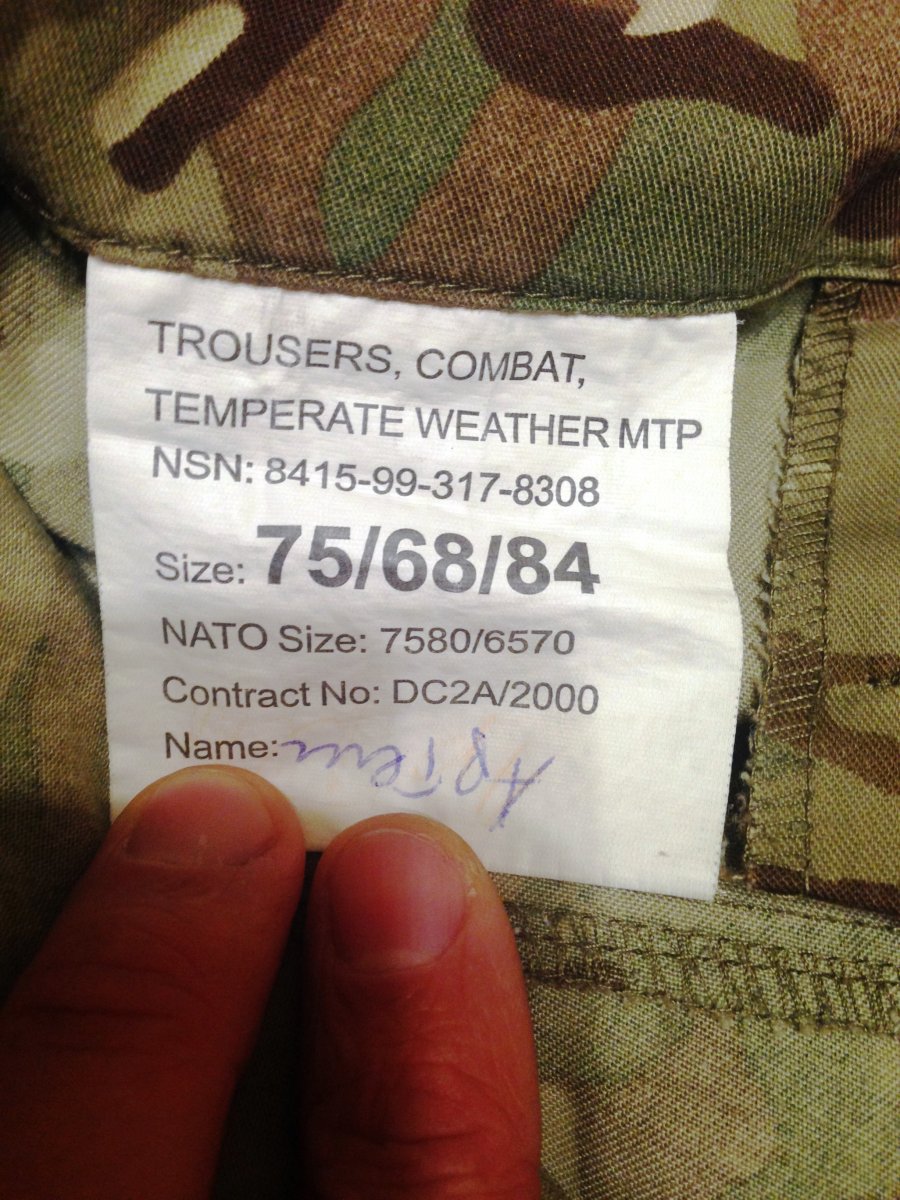 TROUSERS, COMBAT,
TEMPERATE WEATHER MTP
NSN: 8415-99-317-8308
Size: 75/68/84
NATO Size: 7580/6570
Contract No: DC2A/2000
Name: Артем